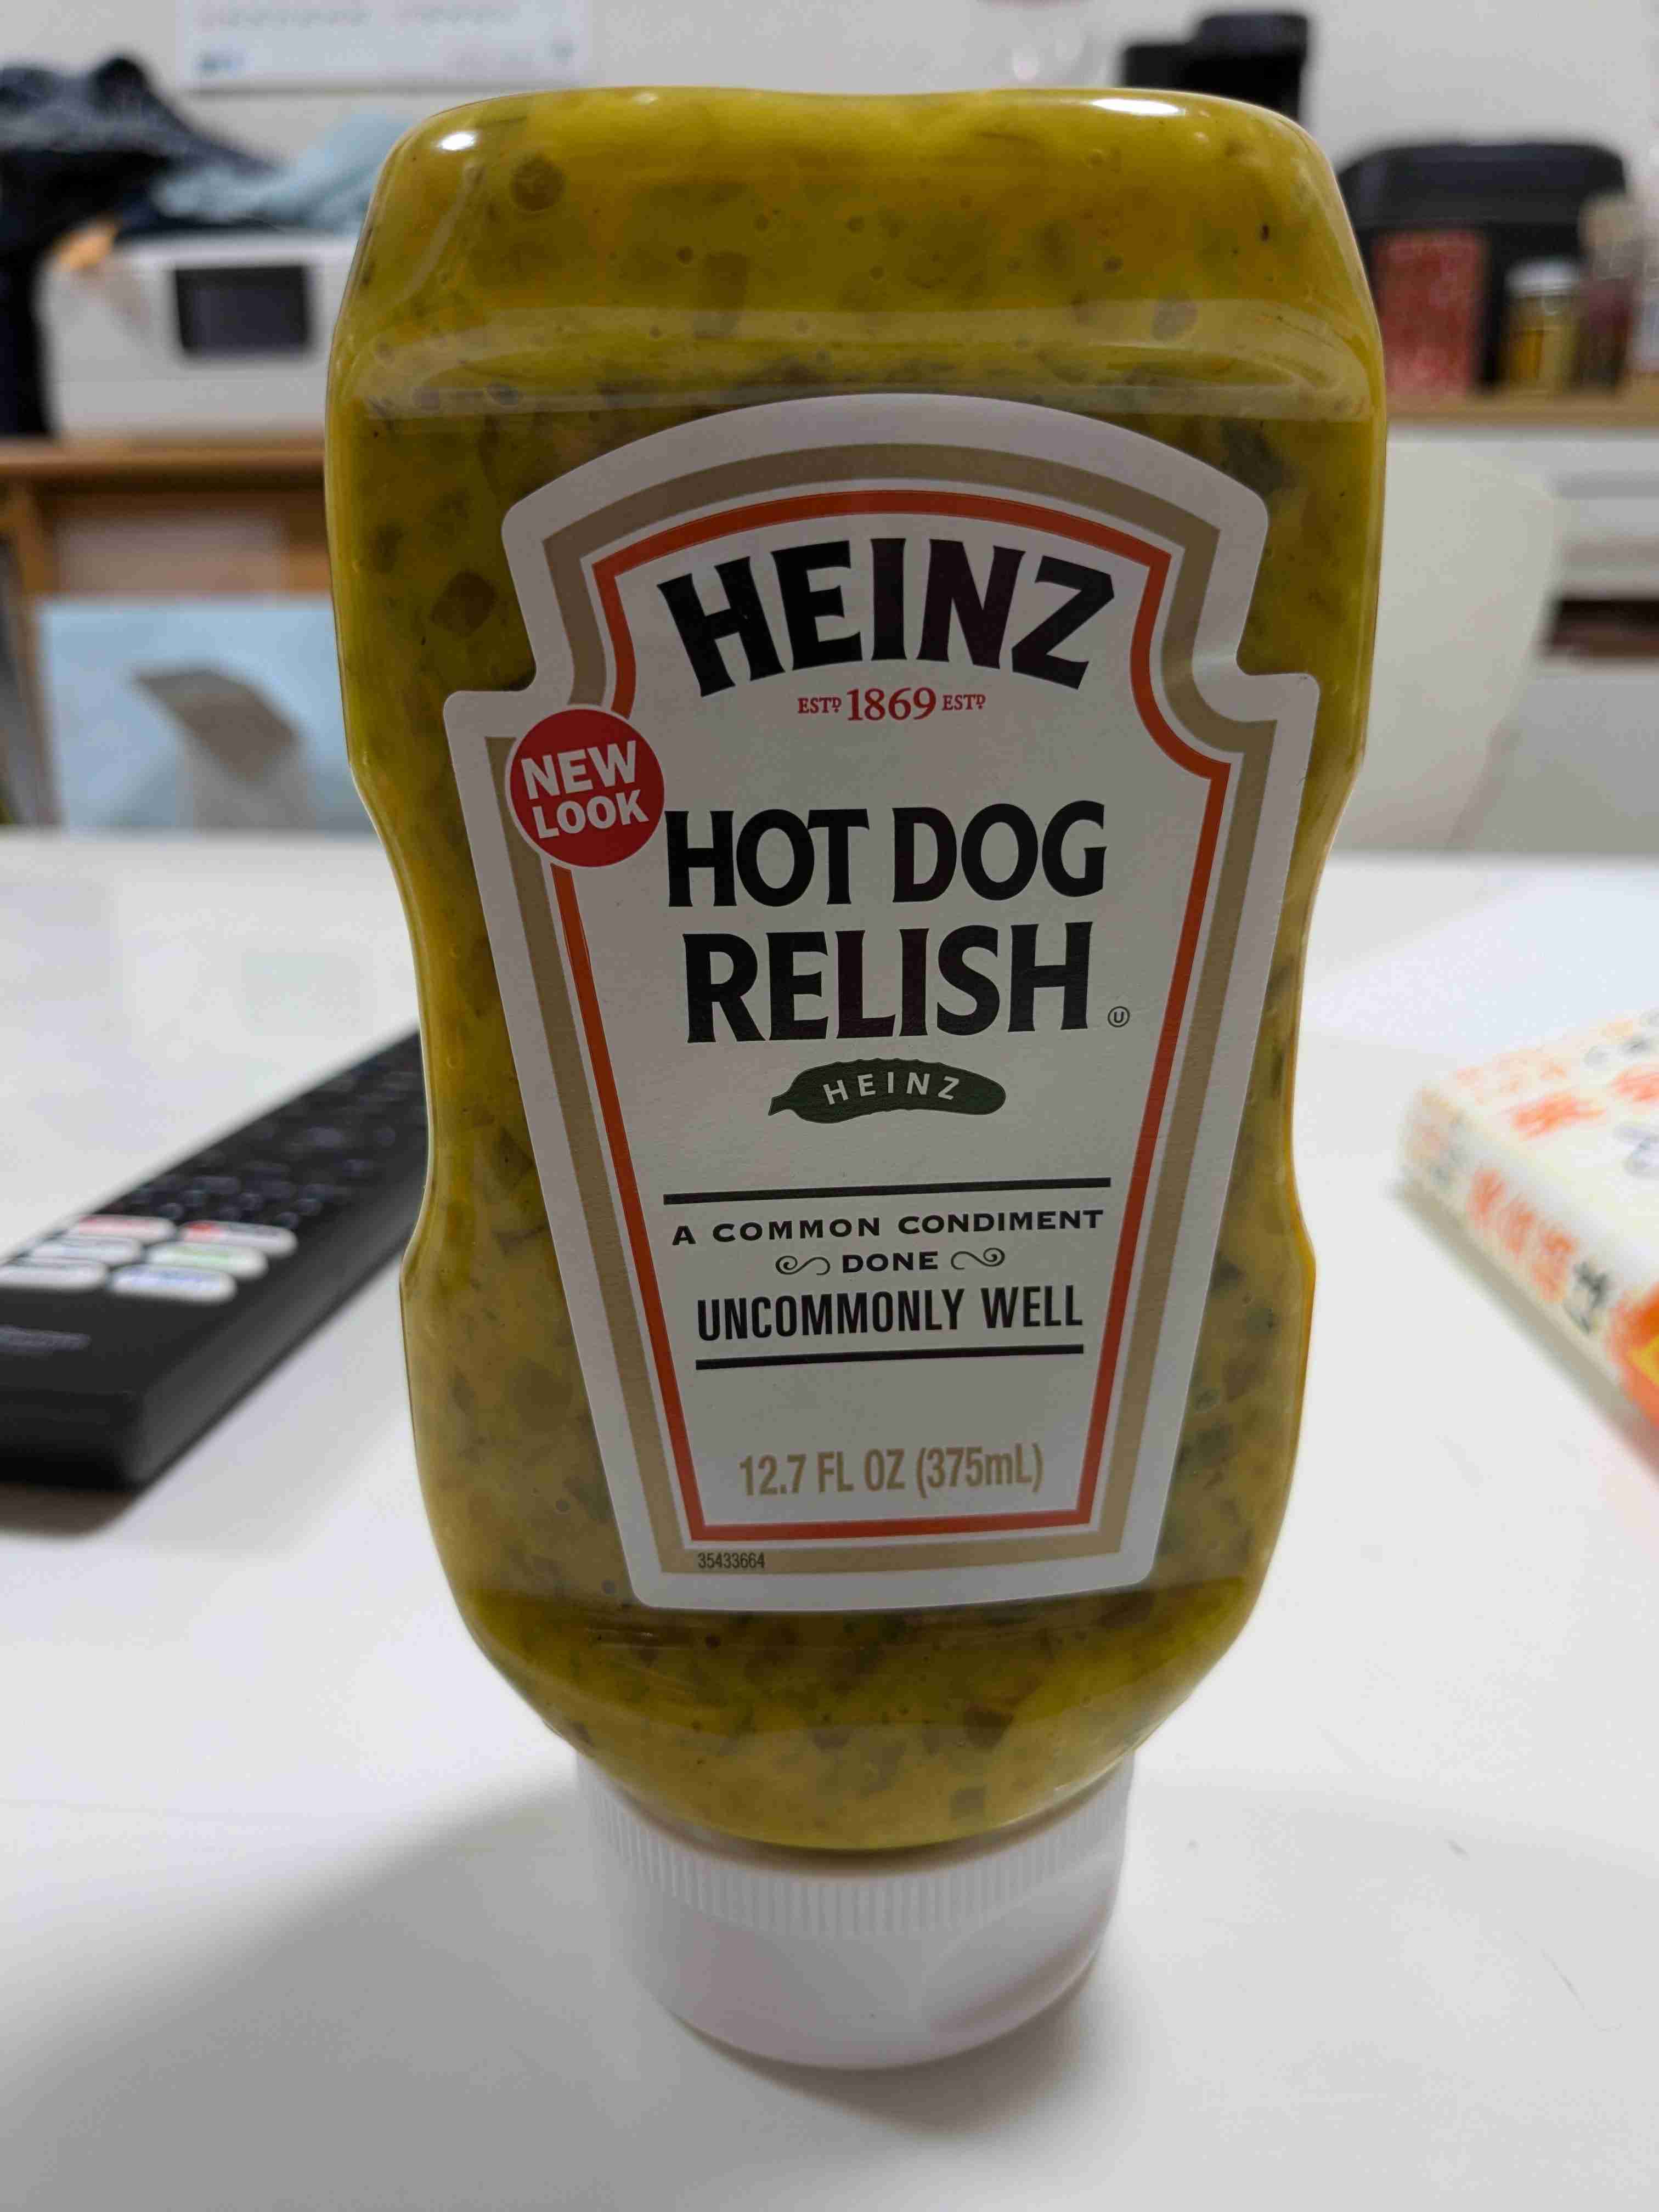 HEINZ
ESTD 1869 ESTD
NEW
LOOK
HOT DOG
RELISH
U
HEINZ
A COMMON CONDIMENT
DONE
UNCOMMONLY WELL
12.7 FL OZ (375mL)
35433664